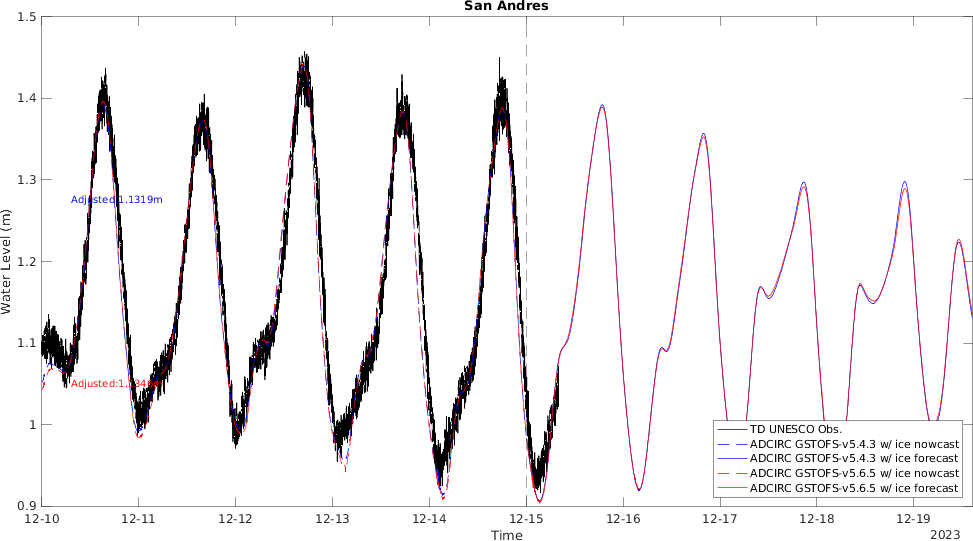 San Andres
1.5
1.4
1.3
1.2
1.1
1
0.9
Water Level (m)
Adjusted:1.1319m
TD UNESCO Obs.
ADCIRC GSTOFS-v5.4.3 w/ ice nowcast
ADCIRC GSTOFS-v5.4.3 w/ ice forecast
ADCIRC GSTOFS-v5.6.5 w/ ice nowcast
ADCIRC GSTOFS-v5.6.5 w/ ice forecast
12-10 12-11 12-12 12-13 12-14 12-15 12-16 12-17 12-18 12-19
Time
2023